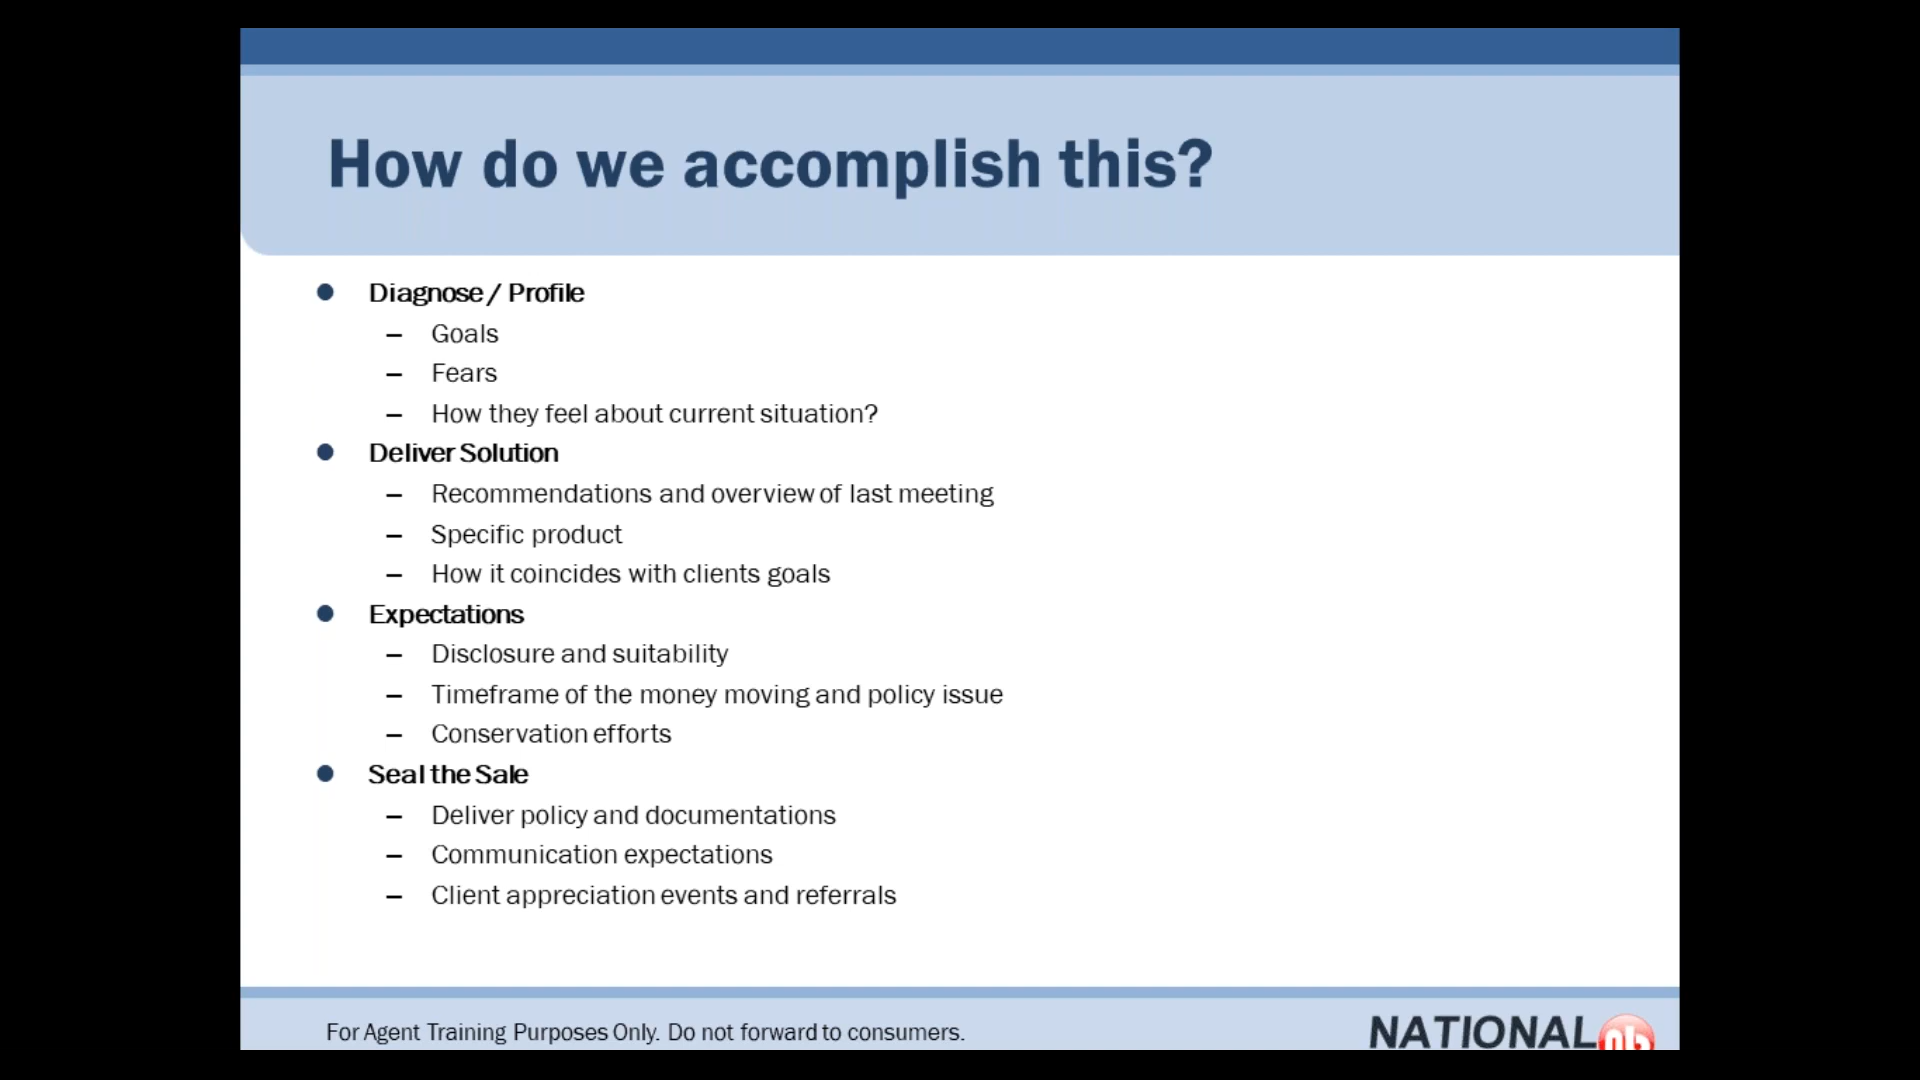 How do we accomplish this?
Diagnose / Profile
– Goals
– Fears
– How they feel about current situation?
Deliver Solution
– Recommendations and overview of last meeting
– Specific product
– How it coincides with clients goals
Expectations
– Disclosure and suitability
– Timeframe of the money moving and policy issue
– Conservation efforts
Seal the Sale
– Deliver policy and documentations
– Communication expectations
– Client appreciation events and referrals
For Agent Training Purposes Only. Do not forward to consumers.
NATIONAL nb